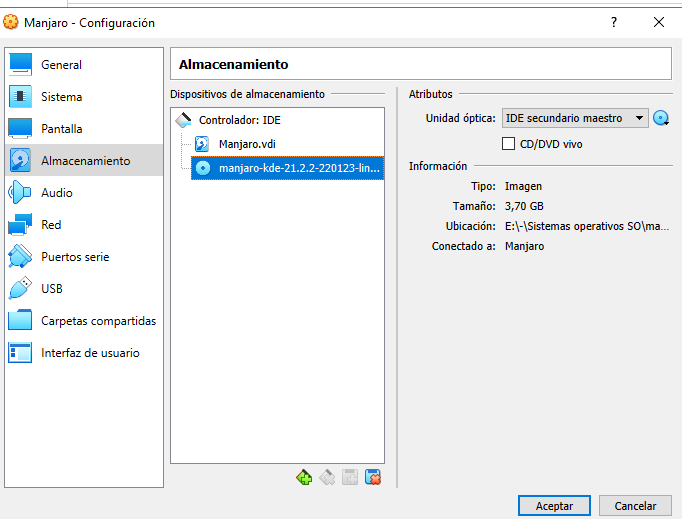 Manjaro - Configuración
?
General
Sistema
Pantalla
Almacenamiento
Audio
Red
Puertos serie
USB
Carpetas compartidas
Interfaz de usuario
Almacenamiento
Dispositivos de almacenamiento
Controlador: IDE
Manjaro.vdi
manjaro-kde-21.2.2-220123-lin...
Atributos
Unidad óptica: IDE secundario maestro
CD/DVD vivo
Información
Tipo: Imagen
Tamaño: 3,70 GB
Ubicación: E:\-\Sistemas operativos SO\ma...
Conectado a: Manjaro
Aceptar
Cancelar